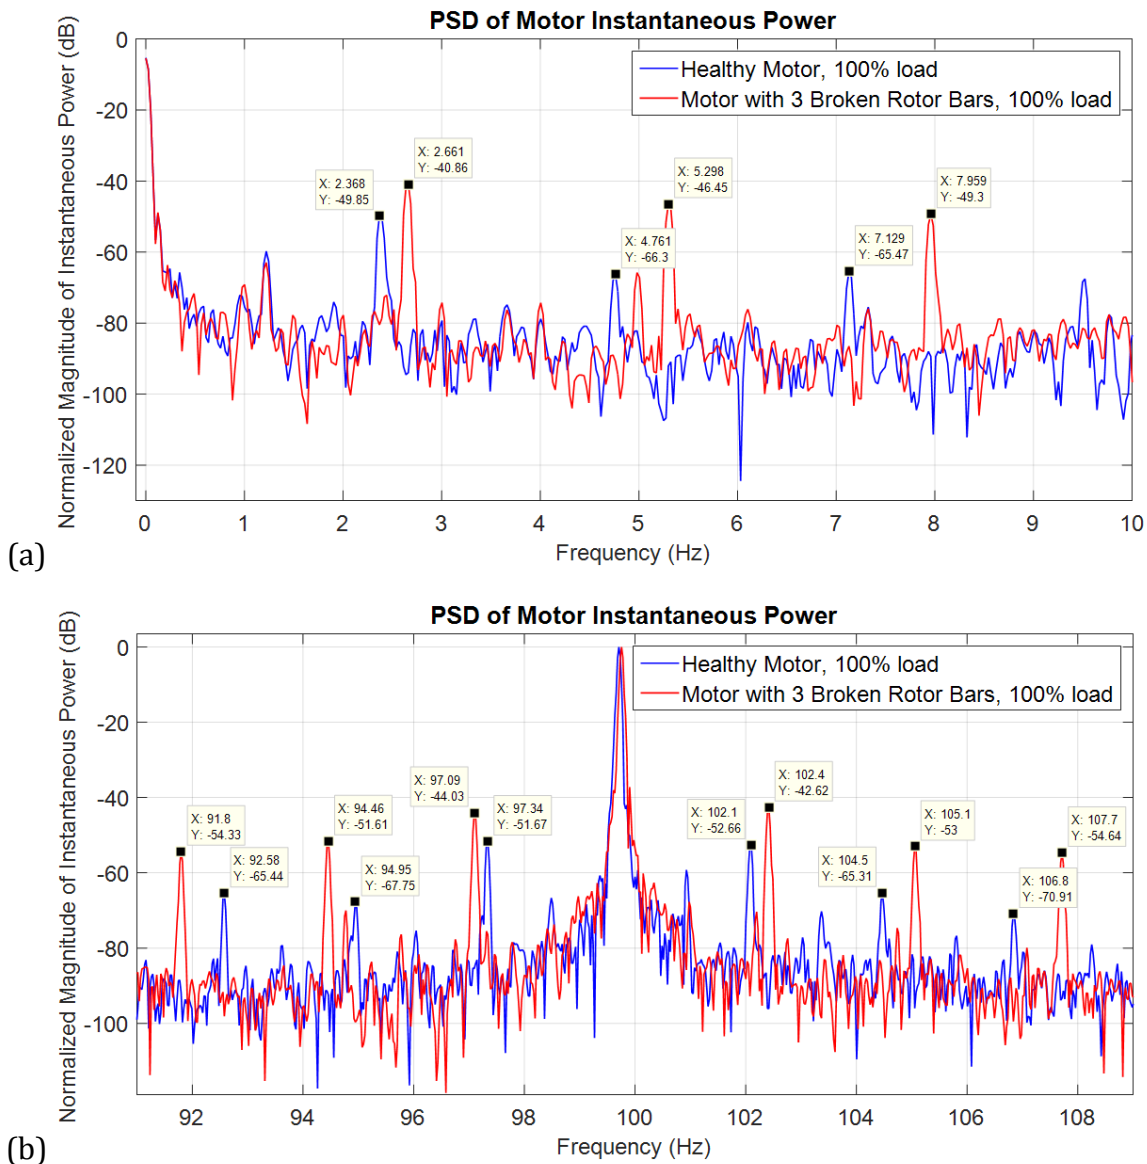 PSD of Motor Instantaneous Power
Normalized Magnitude of Instantaneous Power (dB)
0
-20
-40
-60
-80
-100
-120
Healthy Motor, 100% load
Motor with 3 Broken Rotor Bars, 100% load
X: 2.368
Y: -49.85
X: 2.661
Y: -40.86
X: 4.761
Y: -66.3
X: 5.298
Y: -46.45
X: 7.129
Y: -65.47
X: 7.959
Y: -49.3
0 1 2 3 4 5 6 7 8 9 10
Frequency (Hz)
(a)
PSD of Motor Instantaneous Power
Normalized Magnitude of Instantaneous Power (dB)
0
-20
-40
-60
-80
-100
Healthy Motor, 100% load
Motor with 3 Broken Rotor Bars, 100% load
X: 91.8
Y: -54.33
X: 92.58
Y: -65.44
X: 94.46
Y: -51.61
X: 94.95
Y: -67.75
X: 97.09
Y: -44.03
X: 97.34
Y: -51.67
X: 102.1
Y: -52.66
X: 102.4
Y: -42.62
X: 104.5
Y: -65.31
X: 105.1
Y: -53
X: 106.8
Y: -70.91
X: 107.7
Y: -54.64
92 94 96 98 100 102 104 106 108
Frequency (Hz)
(b)